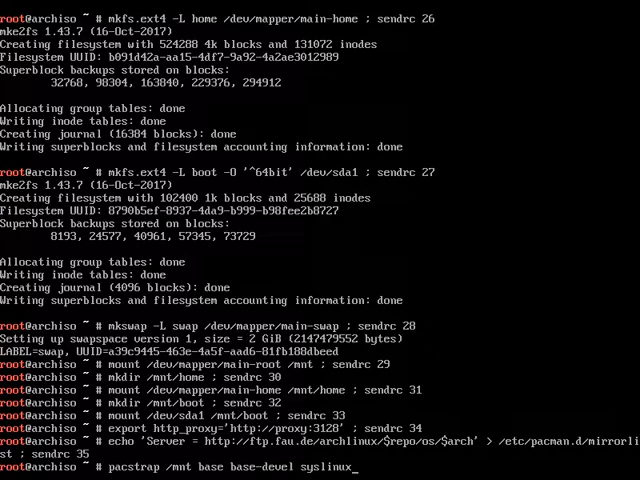 root@archiso ~ # mkfs.ext4 -L home /dev/mapper/main-home ; sendrc 26
mke2fs 1.43.7 (16-Oct-2017)
Creating filesystem with 524288 4k blocks and 131072 inodes
Filesystem UUID: b091d42a-aa15-4df7-9a92-4a2ae3012989
Superblock backups stored on blocks:
32768, 98304, 163840, 229376, 294912
Allocating group tables: done
Writing inode tables: done
Creating journal (16384 blocks): done
Writing superblocks and filesystem accounting information: done
root@archiso ~ # mkfs.ext4 -L boot -O '^64bit' /dev/sda1 ; sendrc 27
mke2fs 1.43.7 (16-Oct-2017)
Creating filesystem with 102400 1k blocks and 25688 inodes
Filesystem UUID: 8790b5ef-8937-4da9-b999-b98fee2b8727
Superblock backups stored on blocks:
8193, 24577, 40961, 57345, 73729
Allocating group tables: done
Writing inode tables: done
Creating journal (4096 blocks): done
Writing superblocks and filesystem accounting information: done
root@archiso ~ # mkswap -L swap /dev/mapper/main-swap ; sendrc 28
Setting up swapspace version 1, size = 2 GiB (2147479552 bytes)
LABEL=swap, UUID=a39c9445-463e-4a5f-aad6-81fb188dbeed
root@archiso ~ # mount /dev/mapper/main-root /mnt ; sendrc 29
root@archiso ~ # mkdir /mnt/home ; sendrc 30
root@archiso ~ # mount /dev/mapper/main-home /mnt/home ; sendrc 31
root@archiso ~ # mkdir /mnt/boot ; sendrc 32
root@archiso ~ # mount /dev/sda1 /mnt/boot ; sendrc 33
root@archiso ~ # export http_proxy='http://proxy:3128' ; sendrc 34
root@archiso ~ # echo 'Server = http://ftp.fau.de/archlinux/$repo/os/$arch' > /etc/pacman.d/mirrorli
st ; sendrc 35
root@archiso ~ # pacstrap /mnt base base-devel syslinux_